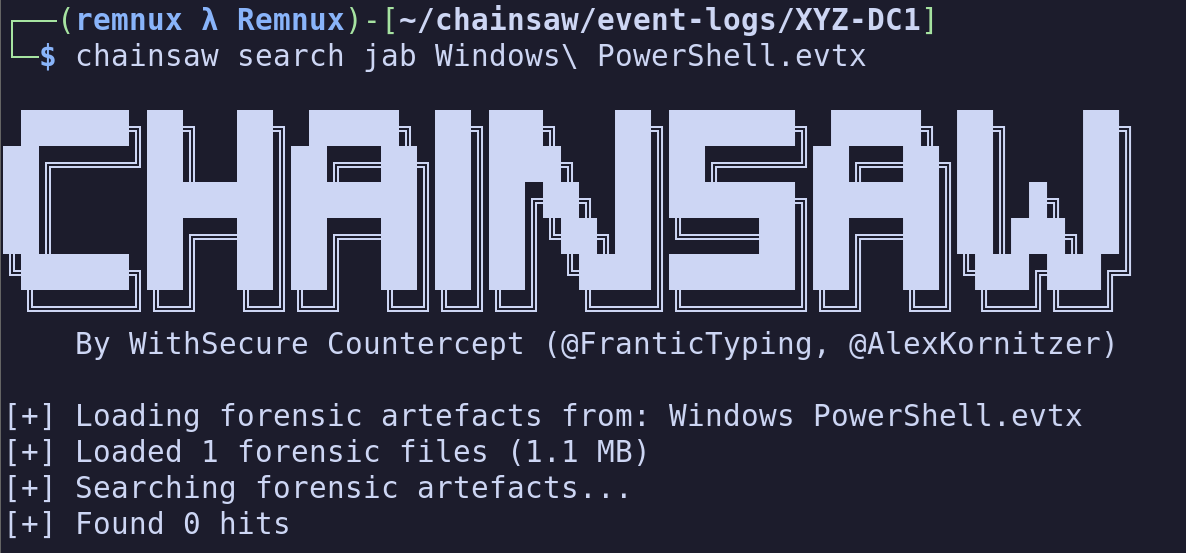 ┌──(remnux λ Remnux)-[~/chainsaw/event-logs/XYZ-DC1]
└─$ chainsaw search jab Windows\ PowerShell.evtx
CHAINSAW
By WithSecure Countercept (@FranticTyping, @AlexKornitzer)
[+] Loading forensic artefacts from: Windows PowerShell.evtx
[+] Loaded 1 forensic files (1.1 MB)
[+] Searching forensic artefacts...
[+] Found 0 hits